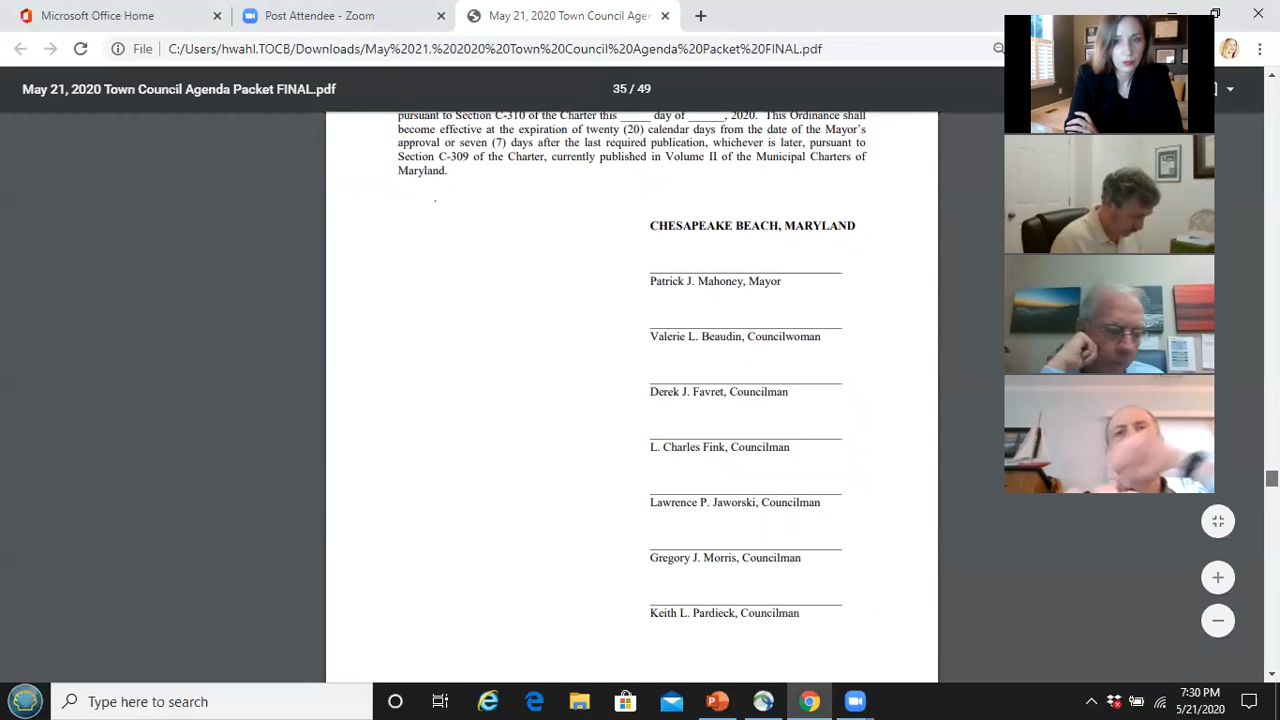 Microsoft Office Home
Post Attendee - Zoom
May 21, 2020 Town Council Agen
File
C:/Users/hwahl.TOCB/Downloads/May%2021,%202020%20Town%20Council%20Agenda%20Packet%20FINAL.pdf
May 21, 2020 Town Council Agenda Packet FINAL.pdf
35 / 49
pursuant to Section C-310 of the Charter this _____ day of ______, 2020. This Ordinance shall
become effective at the expiration of twenty (20) calendar days from the date of the Mayor's
approval or seven (7) days after the last required publication, whichever is later, pursuant to
Section C-309 of the Charter, currently published in Volume II of the Municipal Charters of
Maryland.
CHESAPEAKE BEACH, MARYLAND
Patrick J. Mahoney, Mayor
Valerie L. Beaudin, Councilwoman
Derek J. Favret, Councilman
L. Charles Fink, Councilman
Lawrence P. Jaworski, Councilman
Gregory J. Morris, Councilman
Keith L. Pardieck, Councilman
Type here to search
7:30 PM
5/21/2020